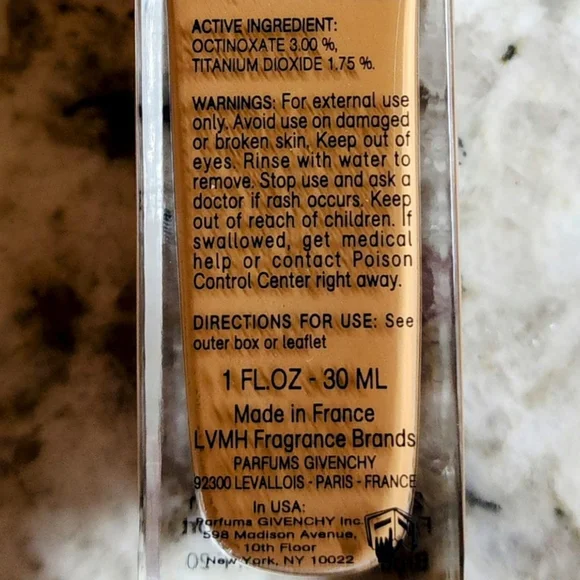 ACTIVE INGREDIENT:
OCTINOXATE 3.00 %,
TITANIUM DIOXIDE 1.75 %.
WARNINGS: For external use
only. Avoid use on damaged
or broken skin. Keep out of
eyes. Rinse with water to
remove. Stop use and ask a
doctor if rash occurs. Keep
out of reach of children. If
swallowed, get medical
help or contact Poison
Control Center right away.
DIRECTIONS FOR USE: See
outer box or leaflet
1 FL.OZ - 30 ML
Made in France
LVMH Fragrance Brands
PARFUMS GIVENCHY
92300 LEVALLOIS - PARIS - FRANCE
In USA:
Parfums GIVENCHY Inc.
598 Madison Avenue,
10th Floor
New York, NY 10022